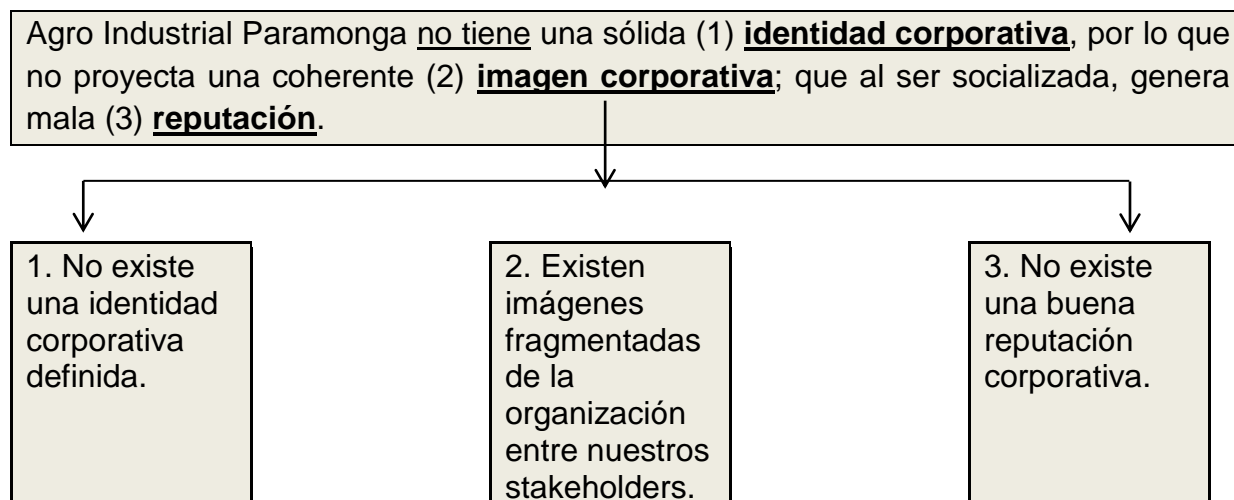 Agro Industrial Paramonga no tiene una sólida (1) identidad corporativa, por lo que
no proyecta una coherente (2) imagen corporativa; que al ser socializada, genera
mala (3) reputación.
1. No existe
una identidad
corporativa
definida.
2. Existen
imágenes
fragmentadas
de la
organización
entre nuestros
stakeholders.
3. No existe
una buena
reputación
corporativa.